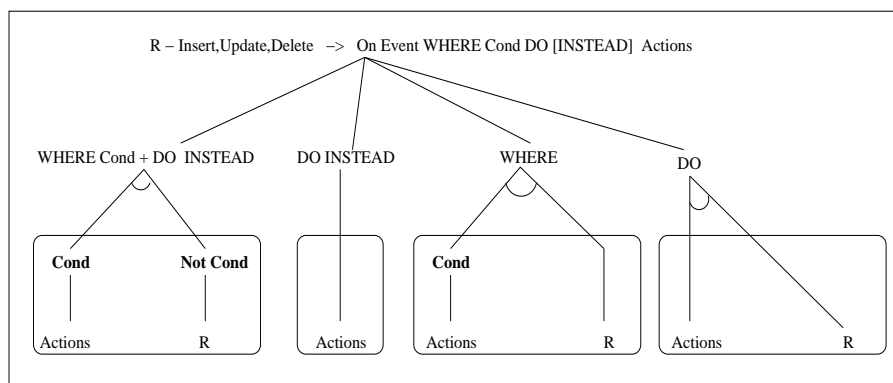 R – Insert,Update,Delete –> On Event WHERE Cond DO [INSTEAD] Actions
WHERE Cond + DO INSTEAD DO INSTEAD WHERE DO
Cond Not Cond Cond
Actions R Actions Actions R Actions R